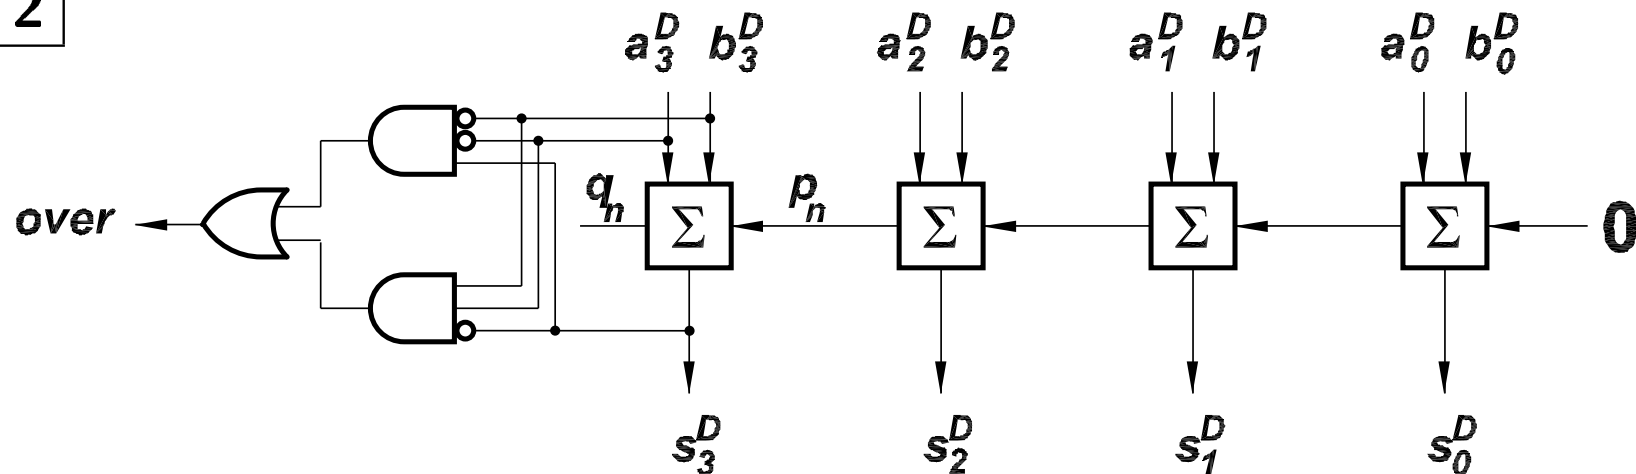 2
a₃ᴰ b₃ᴰ a₂ᴰ b₂ᴰ a₁ᴰ b₁ᴰ a₀ᴰ b₀ᴰ
over qₙ Σ pₙ Σ Σ Σ 0
s₃ᴰ s₂ᴰ s₁ᴰ s₀ᴰ